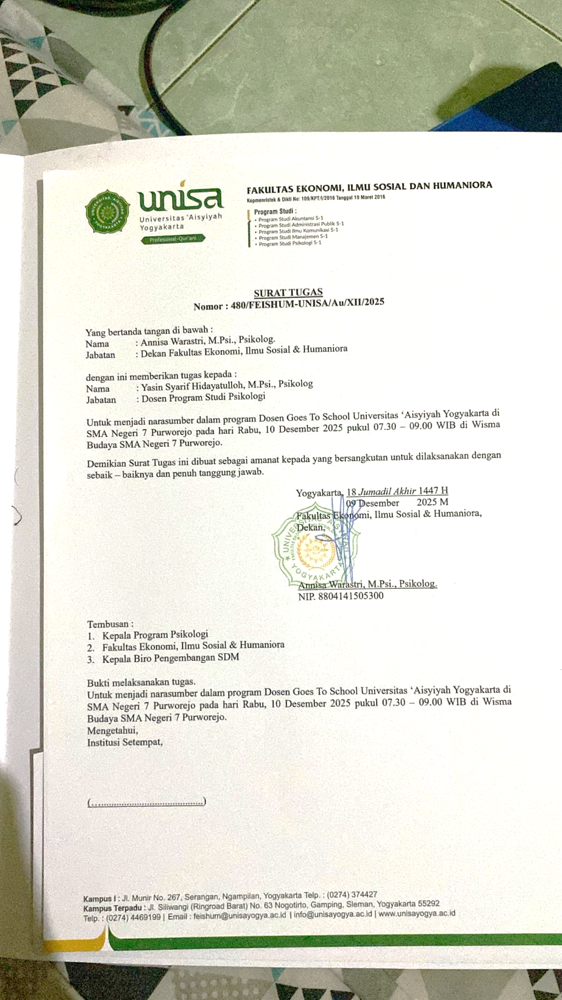 unisa
Universitas 'Aisyiyah
Yogyakarta
Profesional-Qur'ani
FAKULTAS EKONOMI, ILMU SOSIAL DAN HUMANIORA
Kepmenristek & Dikti No: 109/KPT/I/2016 Tanggal 10 Maret 2016
Program Studi :
• Program Studi Akuntansi S-1
• Program Studi Administrasi Publik S-1
• Program Studi Ilmu Komunikasi S-1
• Program Studi Manajemen S-1
• Program Studi Psikologi S-1
SURAT TUGAS
Nomor : 480/FEISHUM-UNISA/Au/XII/2025
Yang bertanda tangan di bawah :
Nama : Annisa Warastri, M.Psi., Psikolog.
Jabatan : Dekan Fakultas Ekonomi, Ilmu Sosial & Humaniora
dengan ini memberikan tugas kepada :
Nama : Yasin Syarif Hidayatulloh, M.Psi., Psikolog
Jabatan : Dosen Program Studi Psikologi
Untuk menjadi narasumber dalam program Dosen Goes To School Universitas ‘Aisyiyah Yogyakarta di
SMA Negeri 7 Purworejo pada hari Rabu, 10 Desember 2025 pukul 07.30 – 09.00 WIB di Wisma
Budaya SMA Negeri 7 Purworejo.
Demikian Surat Tugas ini dibuat sebagai amanat kepada yang bersangkutan untuk dilaksanakan dengan
sebaik – baiknya dan penuh tanggung jawab.
Yogyakarta, 18 Jumadil Akhir 1447 H
09 Desember 2025 M
Fakultas Ekonomi, Ilmu Sosial & Humaniora,
Dekan,
UNIVERSITAS 'AISYIYAH
YOGYAKARTA
Annisa Warastri, M.Psi., Psikolog.
NIP. 8804141505300
Tembusan :
1. Kepala Program Psikologi
2. Fakultas Ekonomi, Ilmu Sosial & Humaniora
3. Kepala Biro Pengembangan SDM
Bukti melaksanakan tugas.
Untuk menjadi narasumber dalam program Dosen Goes To School Universitas ‘Aisyiyah Yogyakarta di
SMA Negeri 7 Purworejo pada hari Rabu, 10 Desember 2025 pukul 07.30 – 09.00 WIB di Wisma
Budaya SMA Negeri 7 Purworejo.
Mengetahui,
Institusi Setempat,
(..........................................)
Kampus I : Jl. Munir No. 267, Serangan, Ngampilan, Yogyakarta Telp. : (0274) 374427
Kampus Terpadu : Jl. Siliwangi (Ringroad Barat) No. 63 Nogotirto, Gamping, Sleman, Yogyakarta 55292
Telp. : (0274) 4469199 | Email : feishum@unisayogya.ac.id | info@unisayogya.ac.id | www.unisayogya.ac.id